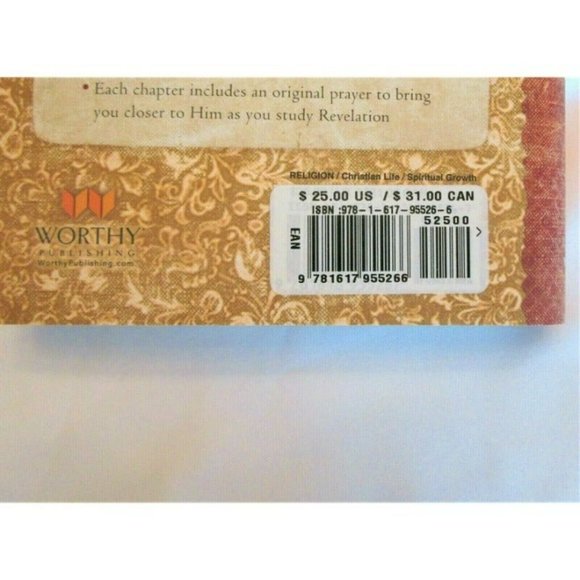 • Each chapter includes an original prayer to bring
you closer to Him as you study Revelation
RELIGION / Christian Life / Spiritual Growth
$ 25.00 US / $ 31.00 CAN
ISBN :978-1-617-95526-6
52500 >
EAN
9 781617 955266
WORTHY
PUBLISHING
WorthyPublishing.com